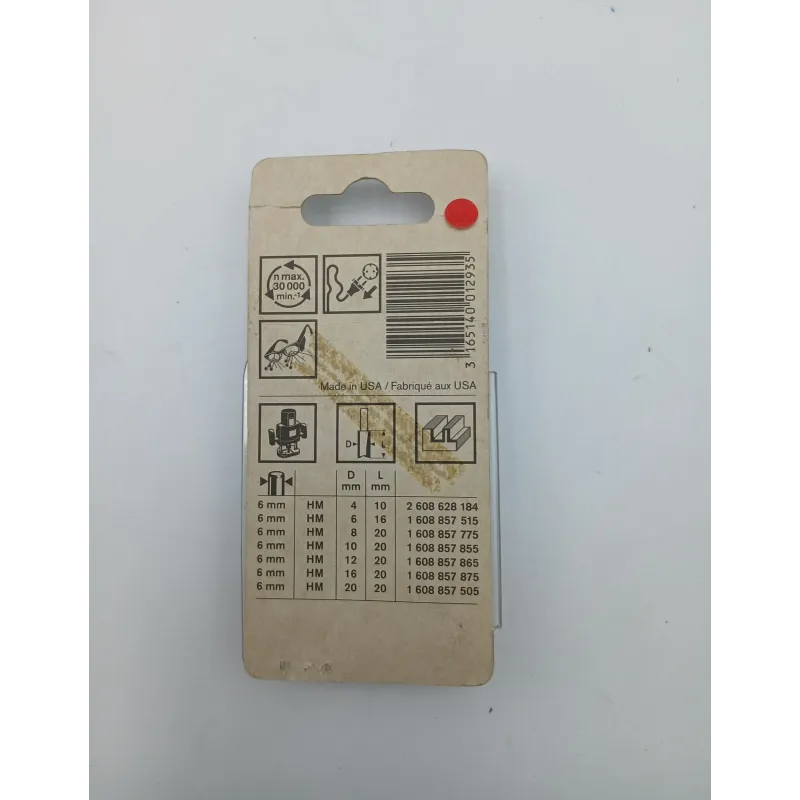 n max.
30 000
min.⁻¹
3 165140 012935
Made in USA / Fabriqué aux USA
D L
D L
mm mm
6 mm HM 4 10 2 608 628 184
6 mm HM 6 16 1 608 857 515
6 mm HM 8 20 1 608 857 775
6 mm HM 10 20 1 608 857 855
6 mm HM 12 20 1 608 857 865
6 mm HM 16 20 1 608 857 875
6 mm HM 20 20 1 608 857 505